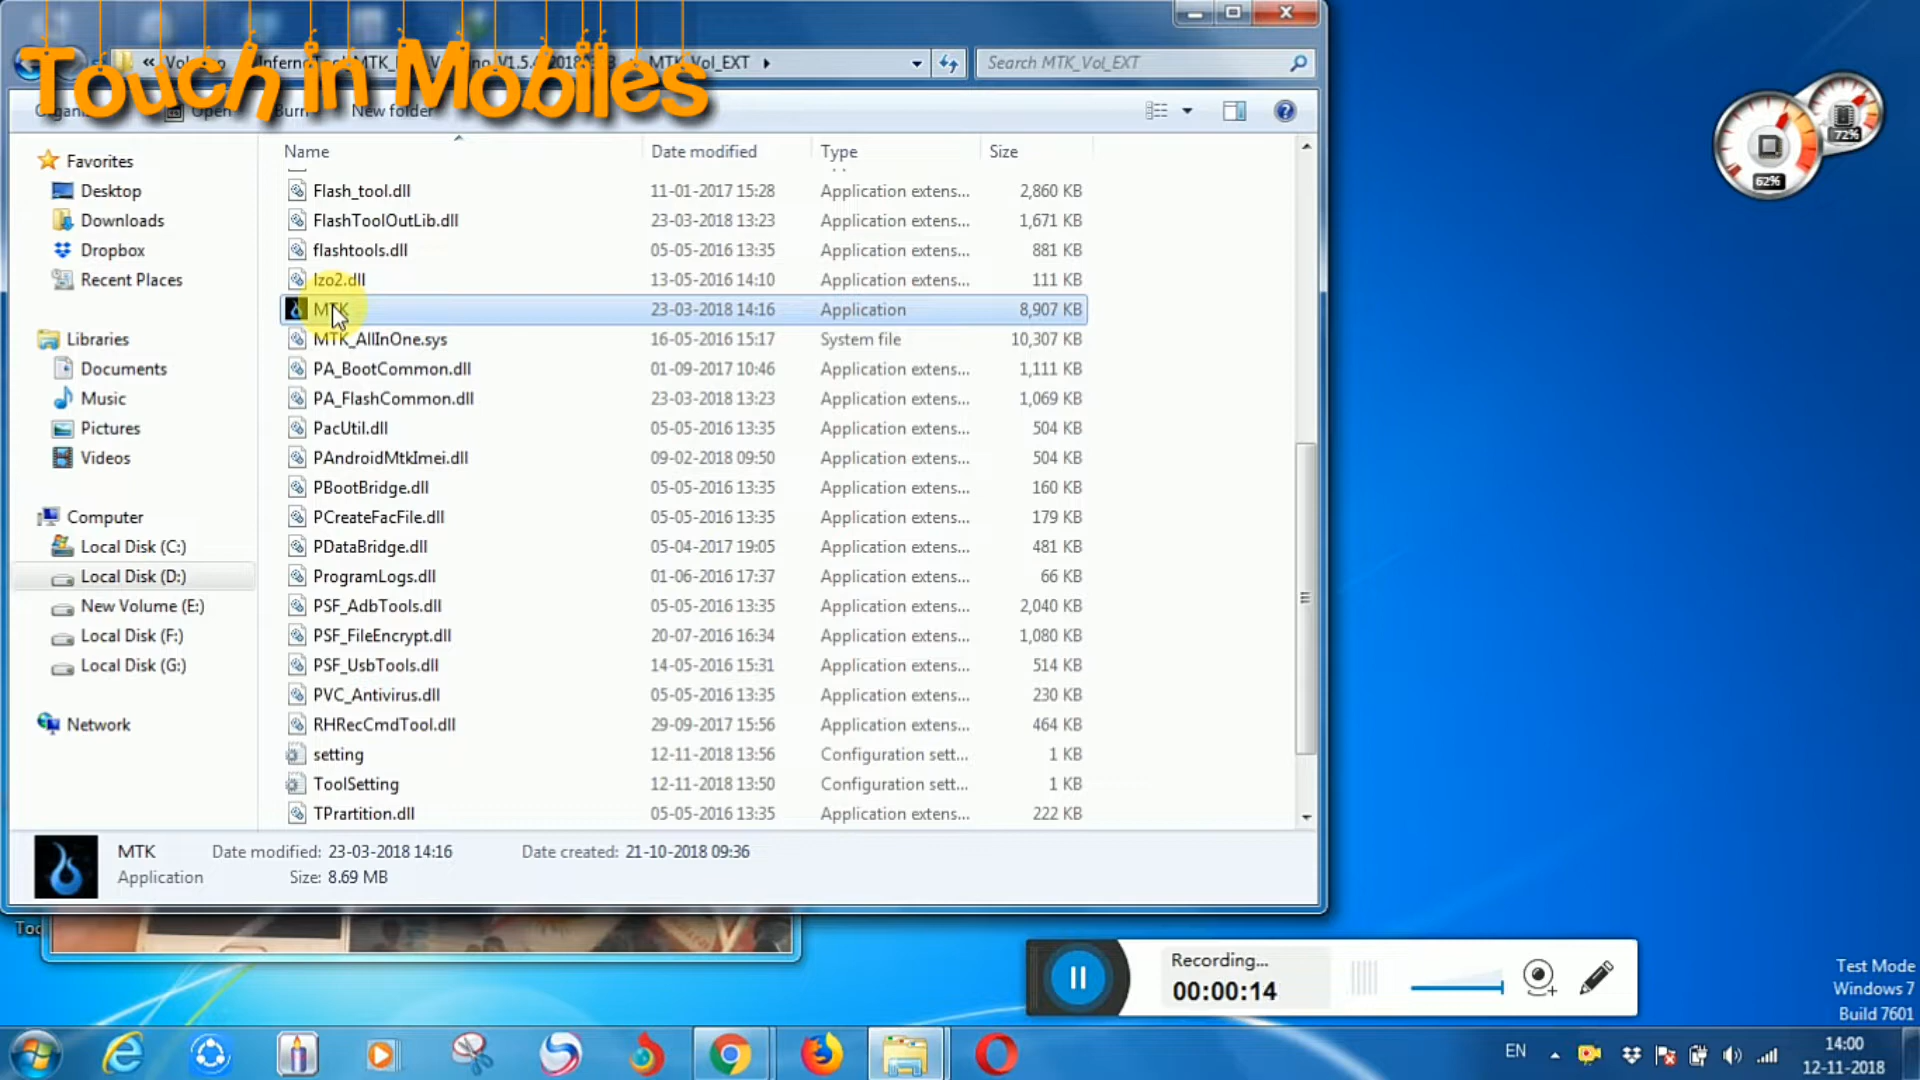 Touch in Mobiles
« MTK_Vol_EXT
Search MTK_Vol_EXT
Open
Burn
New folder
Name Date modified Type Size
Favorites
Desktop
Downloads
Dropbox
Recent Places
Libraries
Documents
Music
Pictures
Videos
Computer
Local Disk (C:)
Local Disk (D:)
New Volume (E:)
Local Disk (F:)
Local Disk (G:)
Network
Flash_tool.dll 11-01-2017 15:28 Application extens... 2,860 KB
FlashToolOutLib.dll 23-03-2018 13:23 Application extens... 1,671 KB
flashtools.dll 05-05-2016 13:35 Application extens... 881 KB
lzo2.dll 13-05-2016 14:10 Application extens... 111 KB
MTK 23-03-2018 14:16 Application 8,907 KB
MTK_AllInOne.sys 16-05-2016 15:17 System file 10,307 KB
PA_BootCommon.dll 01-09-2017 10:46 Application extens... 1,111 KB
PA_FlashCommon.dll 23-03-2018 13:23 Application extens... 1,069 KB
PacUtil.dll 05-05-2016 13:35 Application extens... 504 KB
PAndroidMtkImei.dll 09-02-2018 09:50 Application extens... 504 KB
PBootBridge.dll 05-05-2016 13:35 Application extens... 160 KB
PCreateFacFile.dll 05-05-2016 13:35 Application extens... 179 KB
PDataBridge.dll 05-04-2017 19:05 Application extens... 481 KB
ProgramLogs.dll 01-06-2016 17:37 Application extens... 66 KB
PSF_AdbTools.dll 05-05-2016 13:35 Application extens... 2,040 KB
PSF_FileEncrypt.dll 20-07-2016 16:34 Application extens... 1,080 KB
PSF_UsbTools.dll 14-05-2016 15:31 Application extens... 514 KB
PVC_Antivirus.dll 05-05-2016 13:35 Application extens... 230 KB
RHRecCmdTool.dll 29-09-2017 15:56 Application extens... 464 KB
setting 12-11-2018 13:56 Configuration sett... 1 KB
ToolSetting 12-11-2018 13:50 Configuration sett... 1 KB
TPrartition.dll 05-05-2016 13:35 Application extens... 222 KB
MTK Date modified: 23-03-2018 14:16 Date created: 21-10-2018 09:36
Application Size: 8.69 MB
72%
62%
Recording...
00:00:14
Test Mode
Windows 7
Build 7601
EN
14:00
12-11-2018